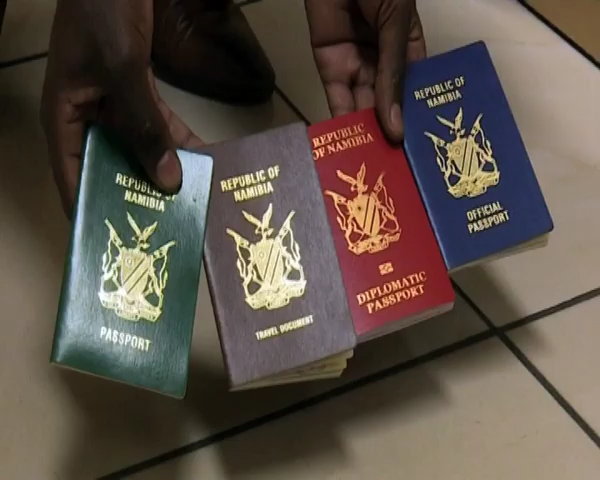 REPUBLIC OF
NAMIBIA
PASSPORT
REPUBLIC OF
NAMIBIA
TRAVEL DOCUMENT
REPUBLIC
OF NAMIBIA
DIPLOMATIC
PASSPORT
REPUBLIC OF
NAMIBIA
OFFICIAL
PASSPORT